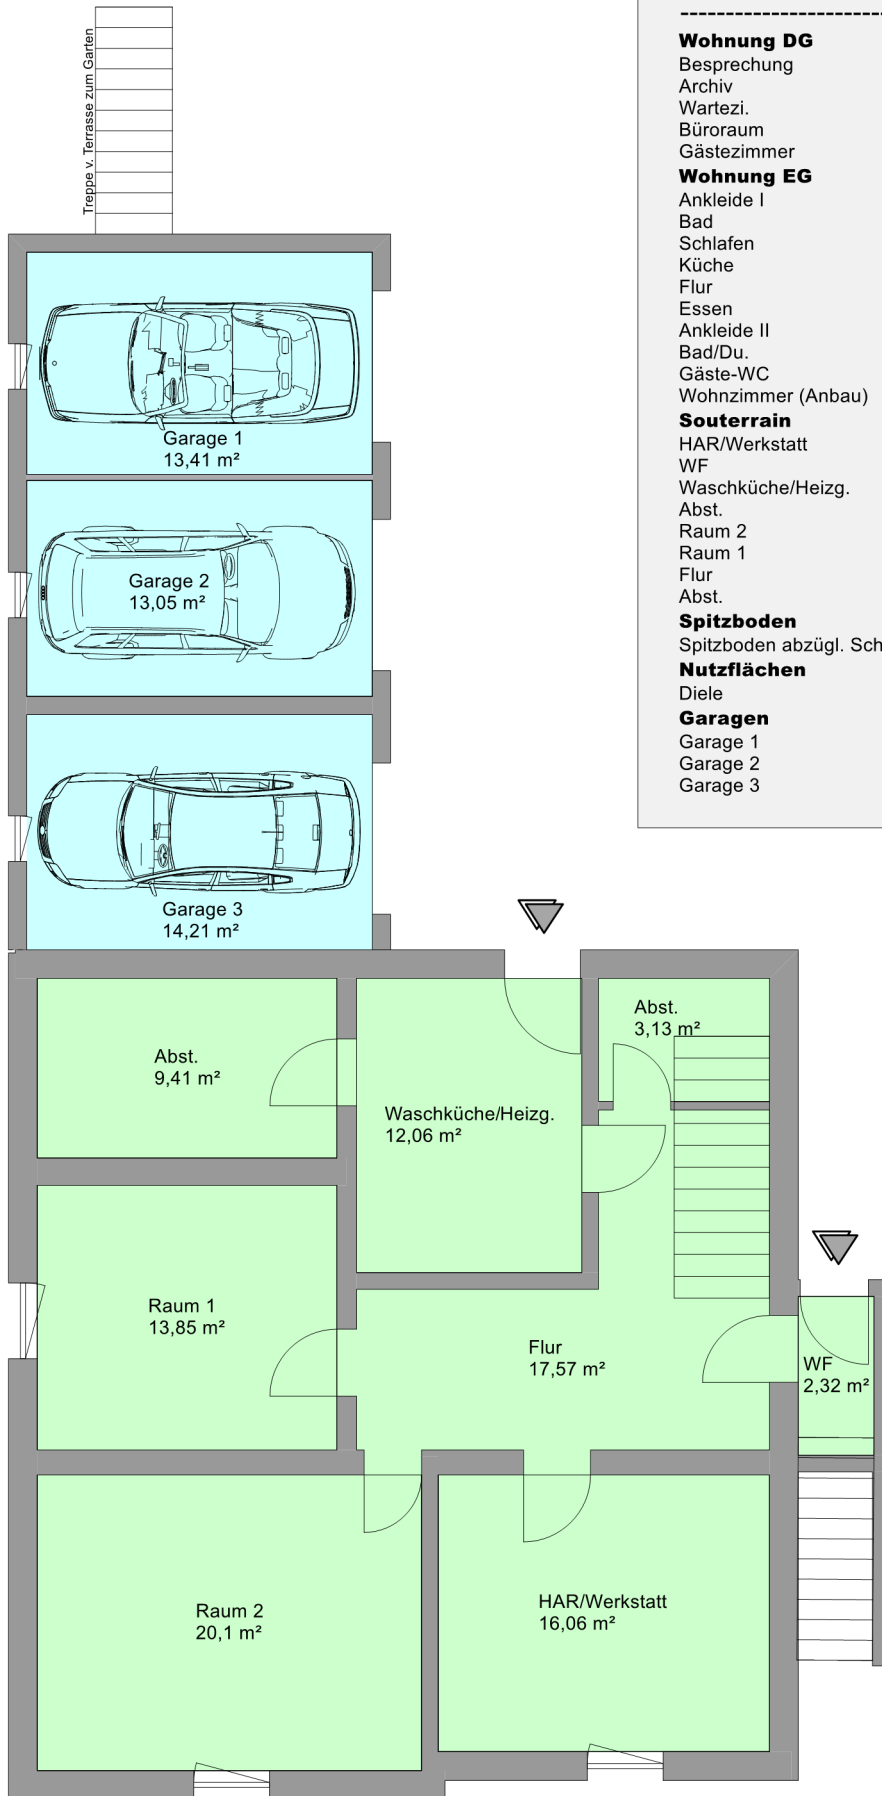 Treppe v. Terrasse zum Garten
Garage 1
13,41 m²
Garage 2
13,05 m²
Garage 3
14,21 m²
Abst.
9,41 m²
Waschküche/Heizg.
12,06 m²
Abst.
3,13 m²
Raum 1
13,85 m²
Flur
17,57 m²
WF
2,32 m²
Raum 2
20,1 m²
HAR/Werkstatt
16,06 m²
Wohnung DG
Besprechung
Archiv
Wartezi.
Büroraum
Gästezimmer
Wohnung EG
Ankleide I
Bad
Schlafen
Küche
Flur
Essen
Ankleide II
Bad/Du.
Gäste-WC
Wohnzimmer (Anbau)
Souterrain
HAR/Werkstatt
WF
Waschküche/Heizg.
Abst.
Raum 2
Raum 1
Flur
Abst.
Spitzboden
Spitzboden abzügl. Sch
Nutzflächen
Diele
Garagen
Garage 1
Garage 2
Garage 3